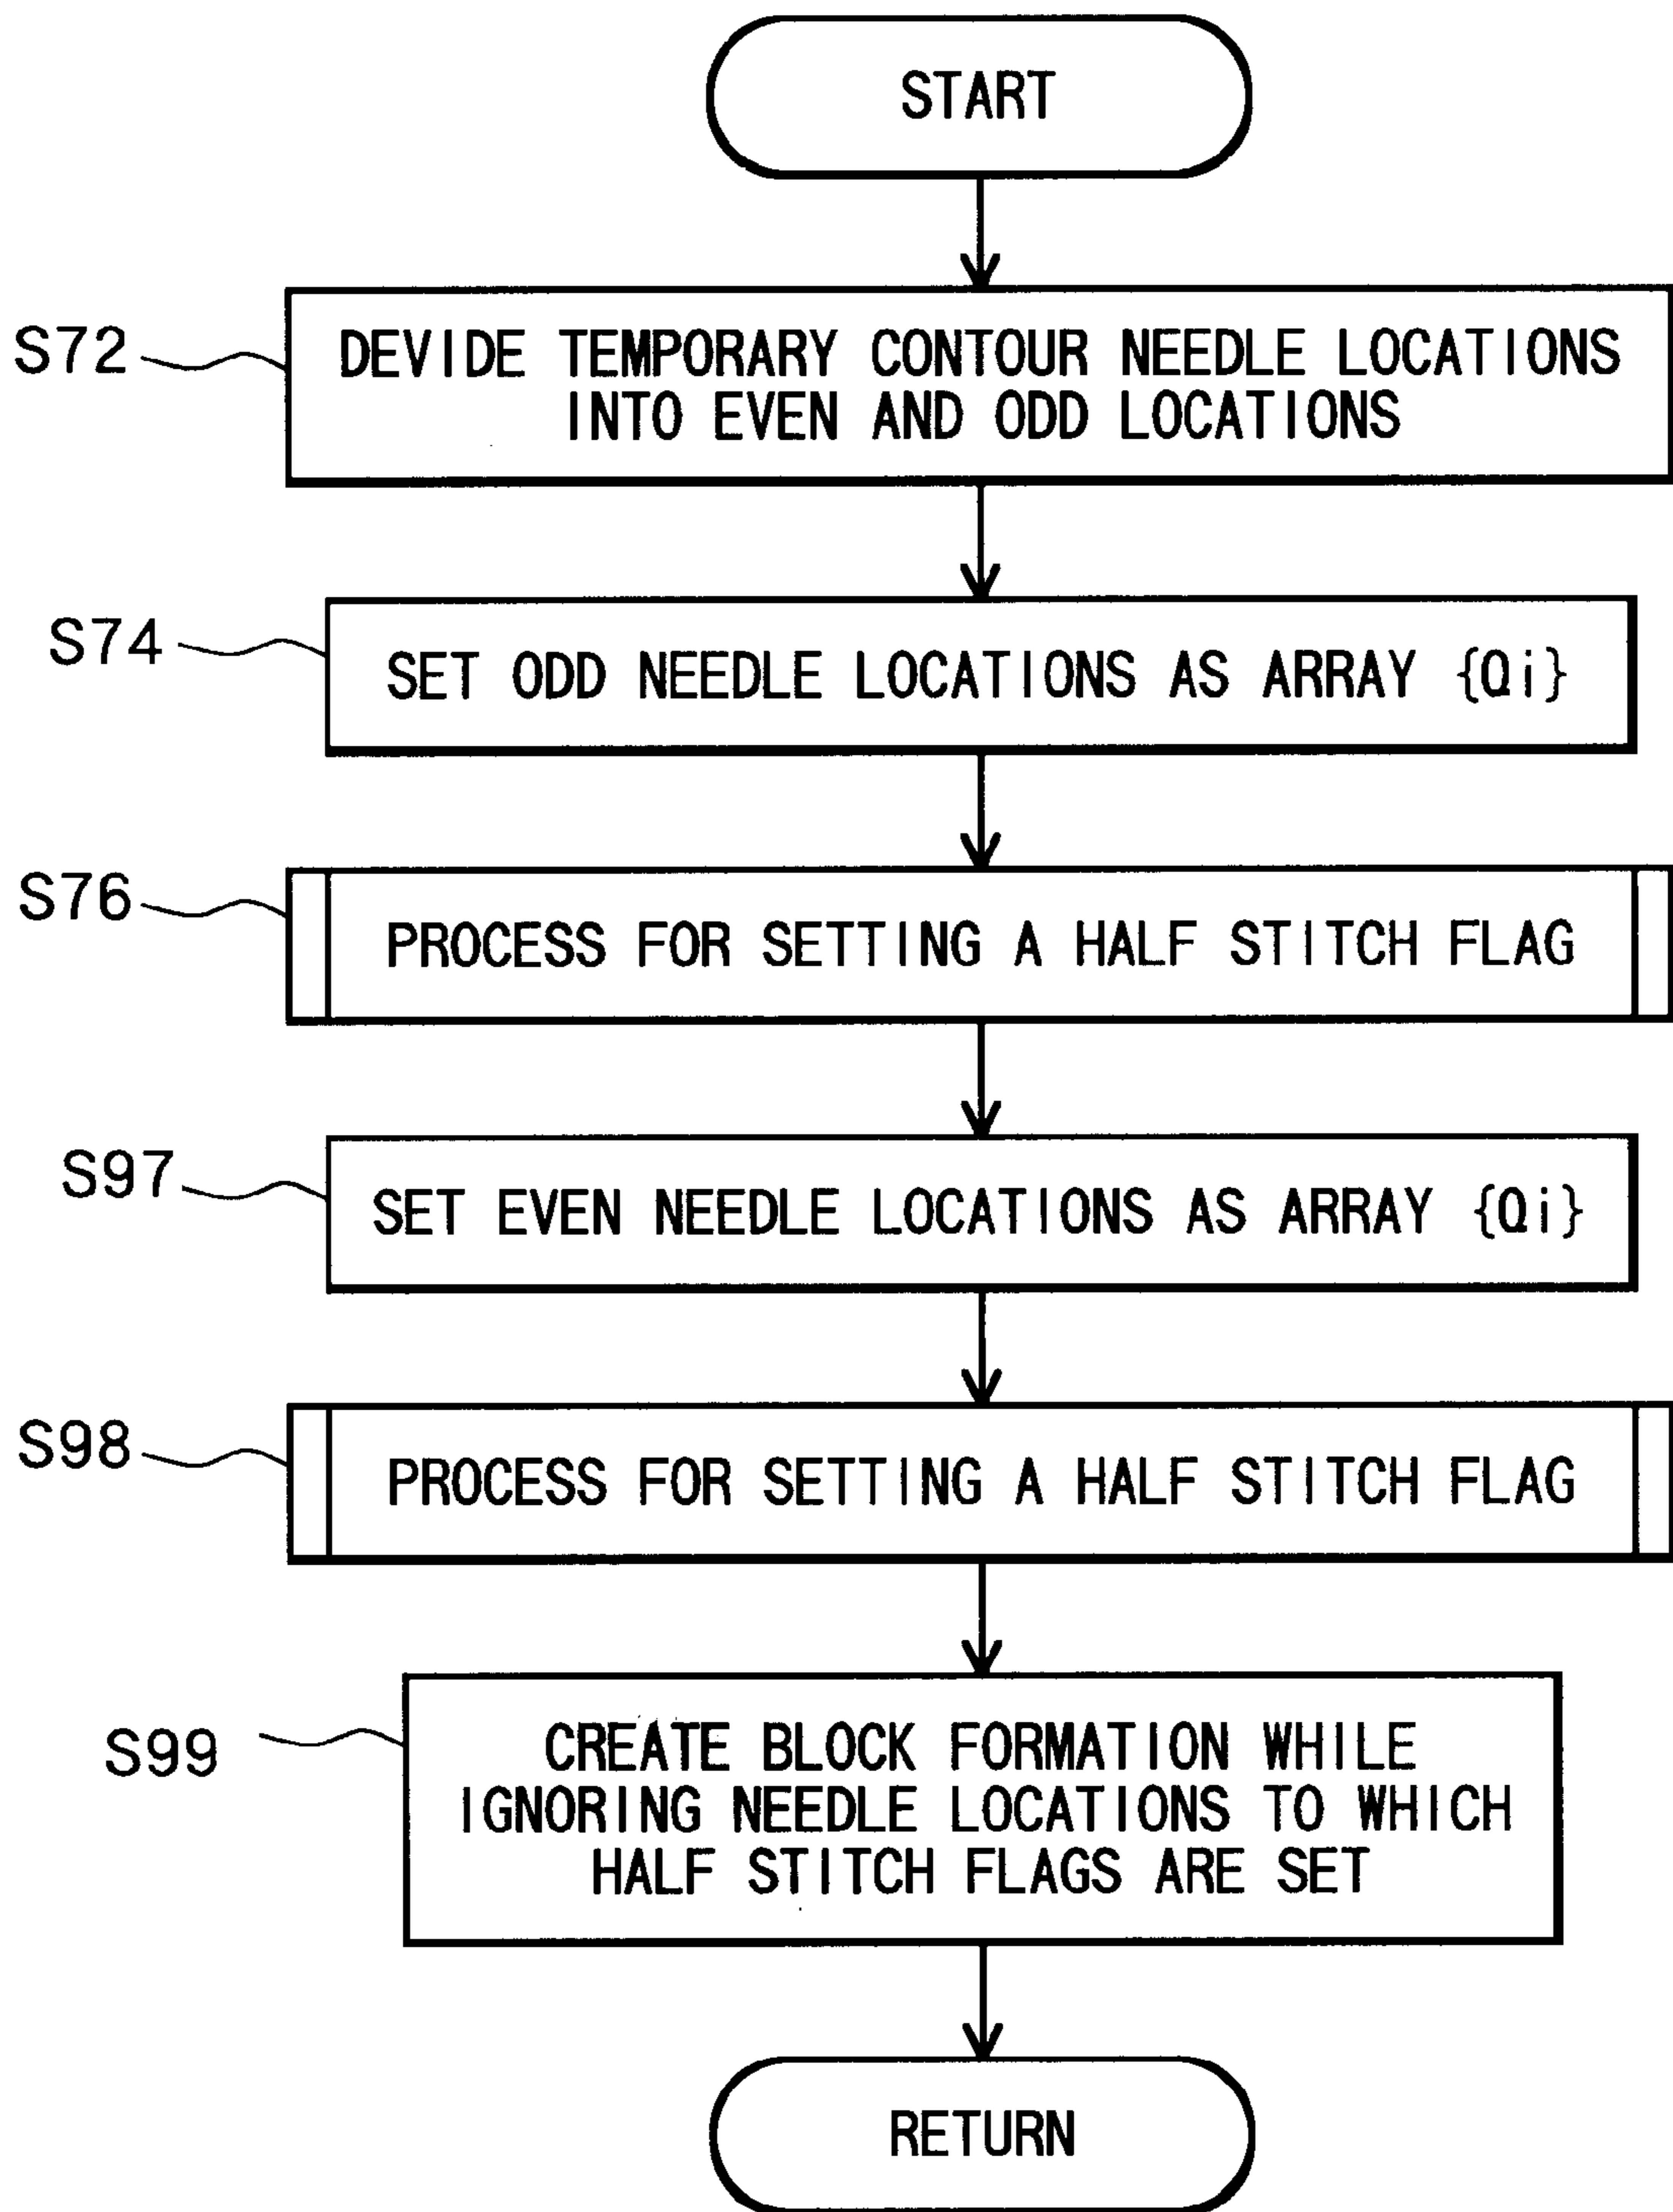 START
S72
DEVIDE TEMPORARY CONTOUR NEEDLE LOCATIONS
INTO EVEN AND ODD LOCATIONS
S74
SET ODD NEEDLE LOCATIONS AS ARRAY {Qi}
S76
PROCESS FOR SETTING A HALF STITCH FLAG
S97
SET EVEN NEEDLE LOCATIONS AS ARRAY {Qi}
S98
PROCESS FOR SETTING A HALF STITCH FLAG
S99
CREATE BLOCK FORMATION WHILE
IGNORING NEEDLE LOCATIONS TO WHICH
HALF STITCH FLAGS ARE SET
RETURN